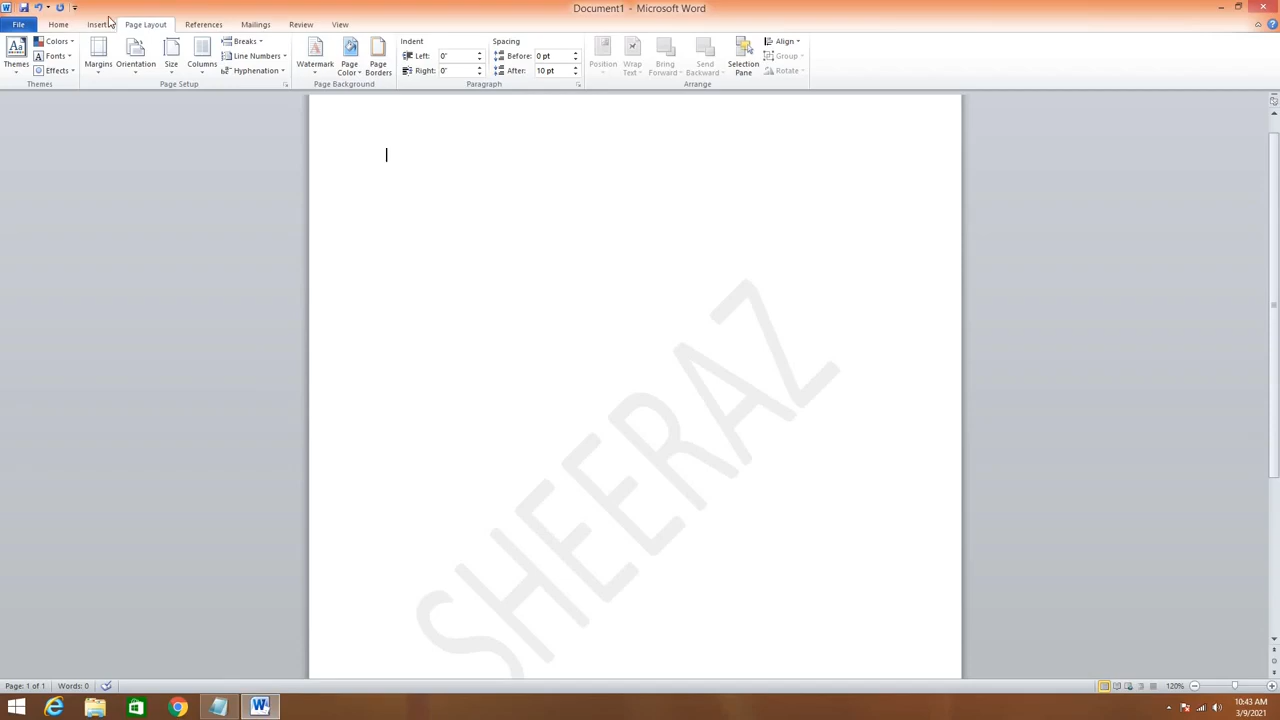 Document1 - Microsoft Word
File Home Insert Page Layout References Mailings Review View
Themes
Colors
Fonts
Effects
Themes
Margins
Orientation
Size
Columns
Breaks
Line Numbers
Hyphenation
Page Setup
Watermark
Page Color
Page Borders
Page Background
Indent
Left: 0"
Right: 0"
Spacing
Before: 0 pt
After: 10 pt
Paragraph
Position
Wrap Text
Bring Forward
Send Backward
Selection Pane
Align
Group
Rotate
Arrange
SHEERAZ
Page: 1 of 1 Words: 0
120%
10:43 AM
3/9/2021